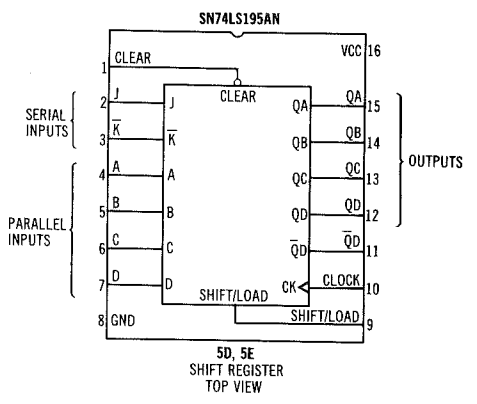 SN74LS195AN
VCC 16
1 CLEAR
CLEAR
SERIAL INPUTS
2 J J
3 K̅ K̅
PARALLEL INPUTS
4 A A
5 B B
6 C C
7 D D
8 GND
QA QA 15
QB QB 14
QC QC 13
QD QD 12
OUTPUTS
Q̅D Q̅D 11
CK CLOCK 10
SHIFT/LOAD
SHIFT/LOAD 9
5D, 5E
SHIFT REGISTER
TOP VIEW